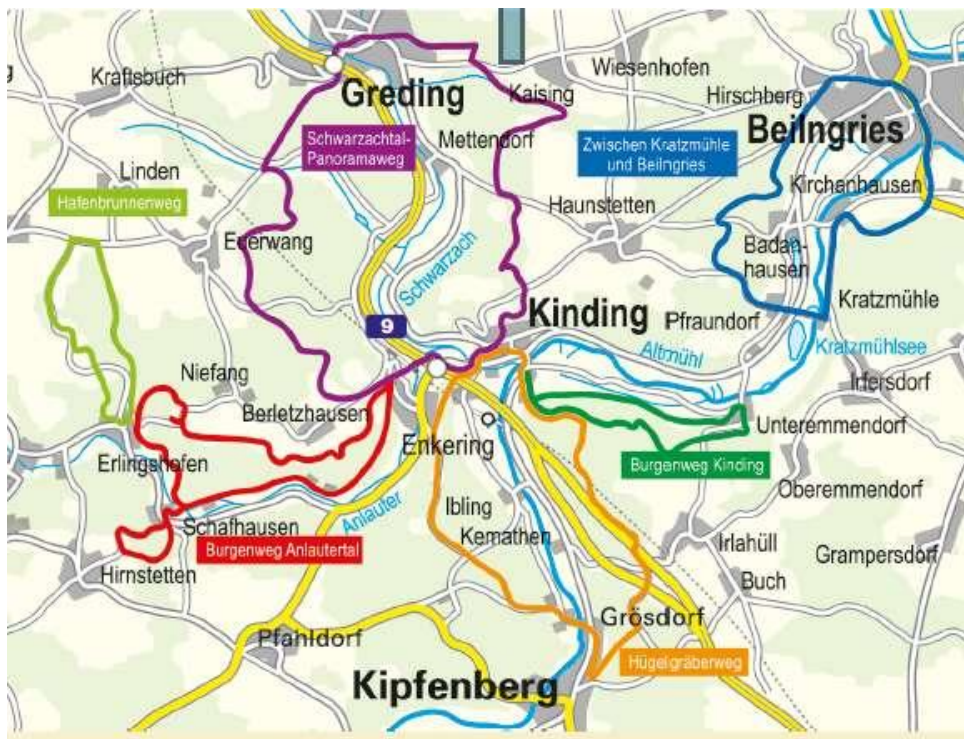 Kraftsbuch
Greding
Kaising
Wiesenhofen
Hirschberg
Beilngries
Schwarzachtal-
Panoramaweg
Mettendorf
Zwischen Kratzmühle
und Beilngries
Linden
Hafenbrunnenweg
Kirchenhausen
Haunstetten
Euerwang
Badan-
hausen
Schwarzach
Kinding
Kratzmühle
9
Pfraundorf
Altmühl
Kratzmühlsee
Niefang
Irfersdorf
Berletzhausen
Unteremmendorf
Enkering
Erlingshofen
Burgenweg Kinding
Oberemmendorf
Ibling
Anlauter
Schafhausen
Kemathen
Irlahüll
Burgenweg Anlautertal
Grampersdorf
Hirnstetten
Buch
Grösdorf
Pfahldorf
Hügelgräberweg
Kipfenberg